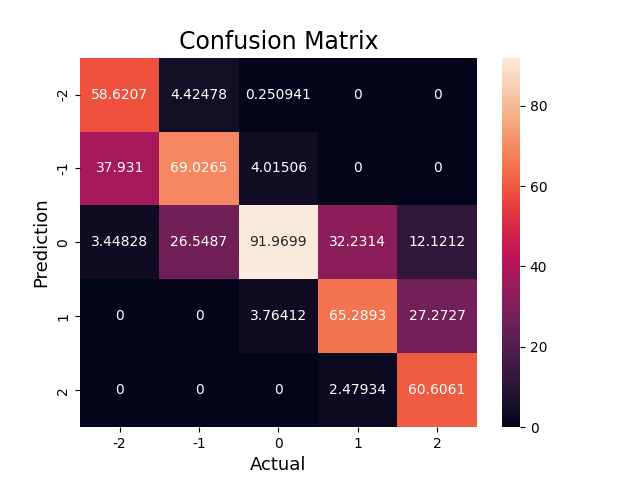 Confusion Matrix
-2 58.6207 4.42478 0.250941 0 0
-1 37.931 69.0265 4.01506 0 0
0 3.44828 26.5487 91.9699 32.2314 12.1212
1 0 0 3.76412 65.2893 27.2727
2 0 0 0 2.47934 60.6061
-2 -1 0 1 2
Actual
Prediction
80
60
40
20
0